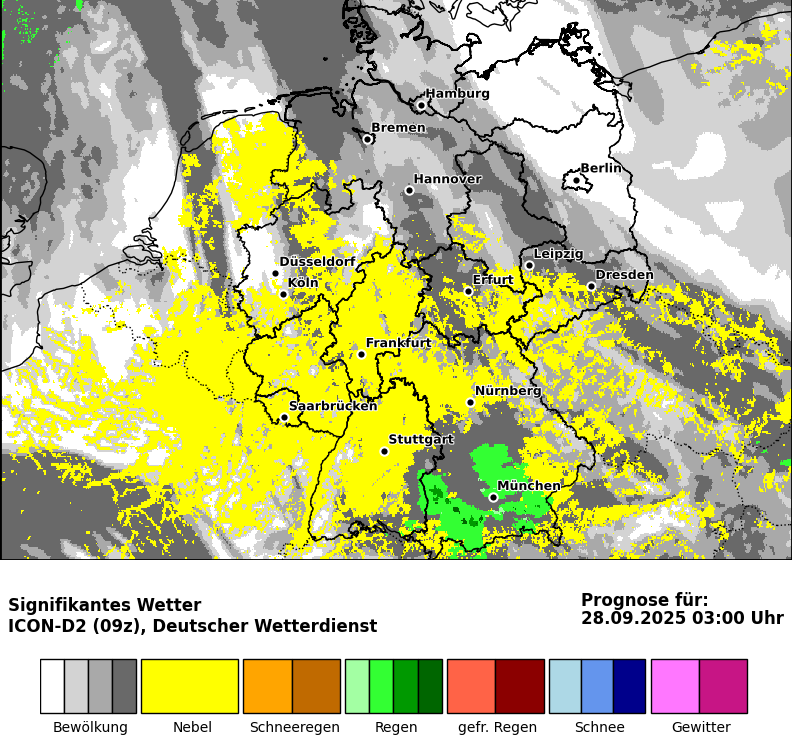 Hamburg
Bremen
Berlin
Hannover
Leipzig
Düsseldorf
Dresden
Köln
Erfurt
Frankfurt
Nürnberg
Saarbrücken
Stuttgart
München
Signifikantes Wetter
ICON-D2 (09z), Deutscher Wetterdienst
Prognose für:
28.09.2025 03:00 Uhr
Bewölkung Nebel Schneeregen Regen gefr. Regen Schnee Gewitter